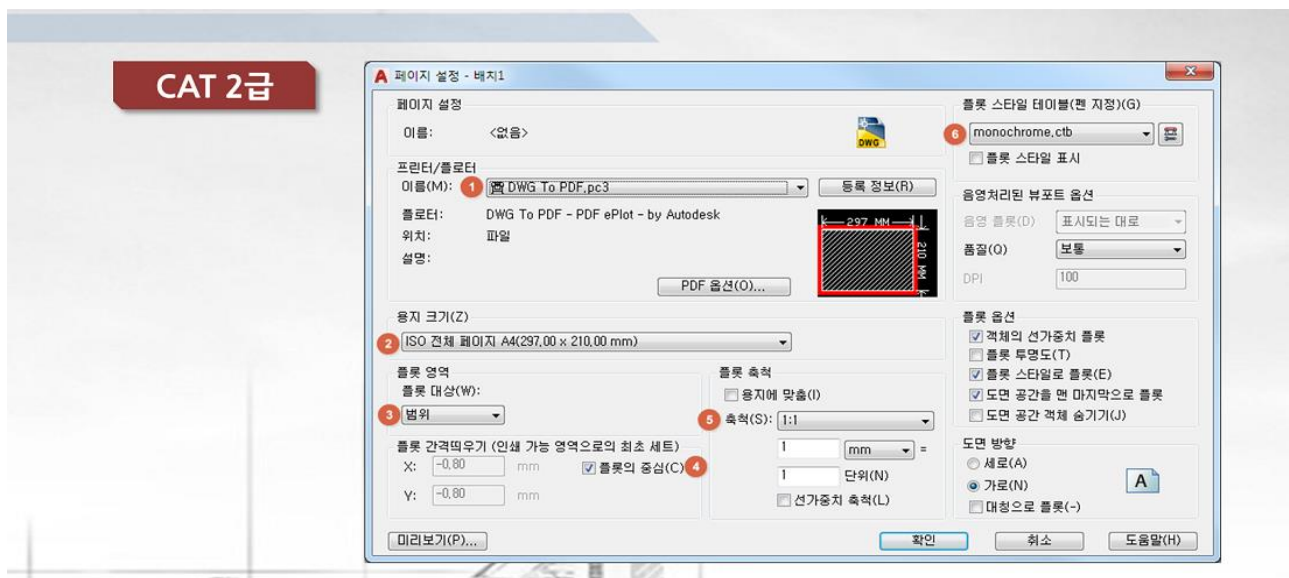 CAT 2급
A 페이지 설정 - 배치1
페이지 설정
이름: <없음>
DWG
프린터/플로터
이름(M): 1 DWG To PDF.pc3 등록 정보(R)
플로터: DWG To PDF - PDF ePlot - by Autodesk
위치: 파일
설명:
297 MM
210 MM
PDF 옵션(O)...
용지 크기(Z)
2 ISO 전체 페이지 A4(297.00 x 210.00 mm)
플롯 영역
플롯 대상(W):
3 범위
플롯 간격띄우기 (인쇄 가능 영역으로의 최초 세트)
X: -0.80 mm 플롯의 중심(C) 4
Y: -0.80 mm
플롯 축척
용지에 맞춤(I)
5 축척(S): 1:1
1 mm =
1 단위(N)
선가중치 축척(L)
플롯 스타일 테이블(펜 지정)(G)
6 monochrome.ctb
플롯 스타일 표시
음영처리된 뷰포트 옵션
음영 플롯(D) 표시되는 대로
품질(Q) 보통
DPI 100
플롯 옵션
객체의 선가중치 플롯
플롯 투명도(T)
플롯 스타일로 플롯(E)
도면 공간을 맨 마지막으로 플롯
도면 공간 객체 숨기기(J)
도면 방향
세로(A)
가로(N)
대칭으로 플롯(-)
A
미리보기(P)... 확인 취소 도움말(H)